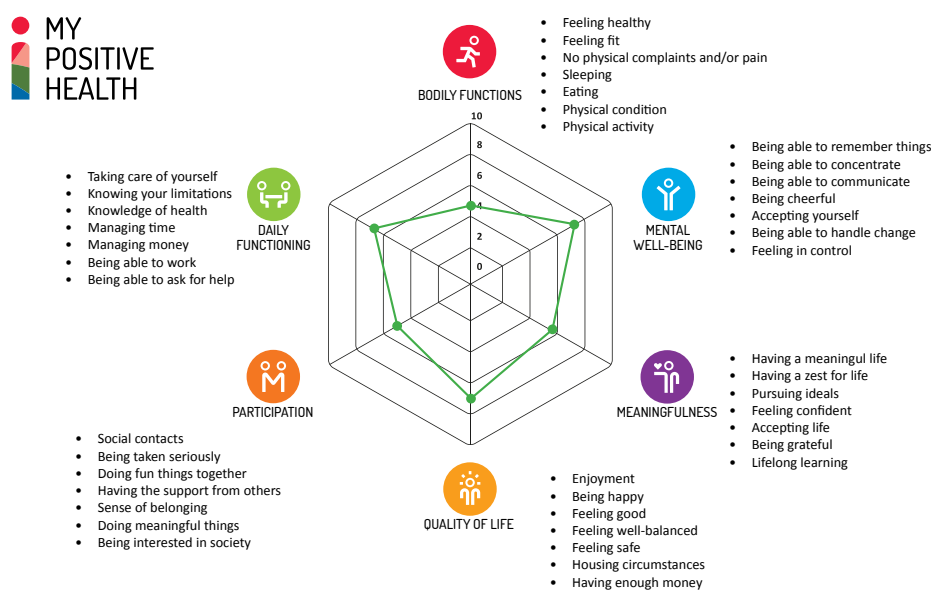 MY
POSITIVE
HEALTH
BODILY FUNCTIONS
• Feeling healthy
• Feeling fit
• No physical complaints and/or pain
• Sleeping
• Eating
• Physical condition
• Physical activity
10
8
6
4
2
0
MENTAL
WELL-BEING
• Being able to remember things
• Being able to concentrate
• Being able to communicate
• Being cheerful
• Accepting yourself
• Being able to handle change
• Feeling in control
MEANINGFULNESS
• Having a meaningul life
• Having a zest for life
• Pursuing ideals
• Feeling confident
• Accepting life
• Being grateful
• Lifelong learning
QUALITY OF LIFE
• Enjoyment
• Being happy
• Feeling good
• Feeling well-balanced
• Feeling safe
• Housing circumstances
• Having enough money
PARTICIPATION
• Social contacts
• Being taken seriously
• Doing fun things together
• Having the support from others
• Sense of belonging
• Doing meaningful things
• Being interested in society
DAILY
FUNCTIONING
• Taking care of yourself
• Knowing your limitations
• Knowledge of health
• Managing time
• Managing money
• Being able to work
• Being able to ask for help